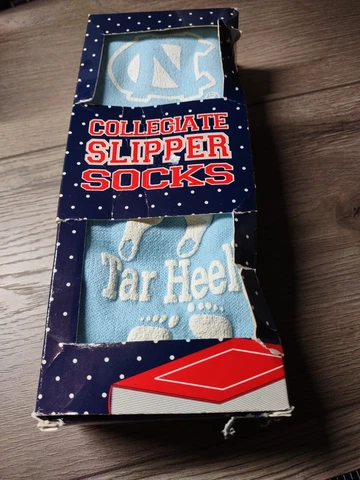 NC
COLLEGIATE
SLIPPER
SOCKS
Tar Heel